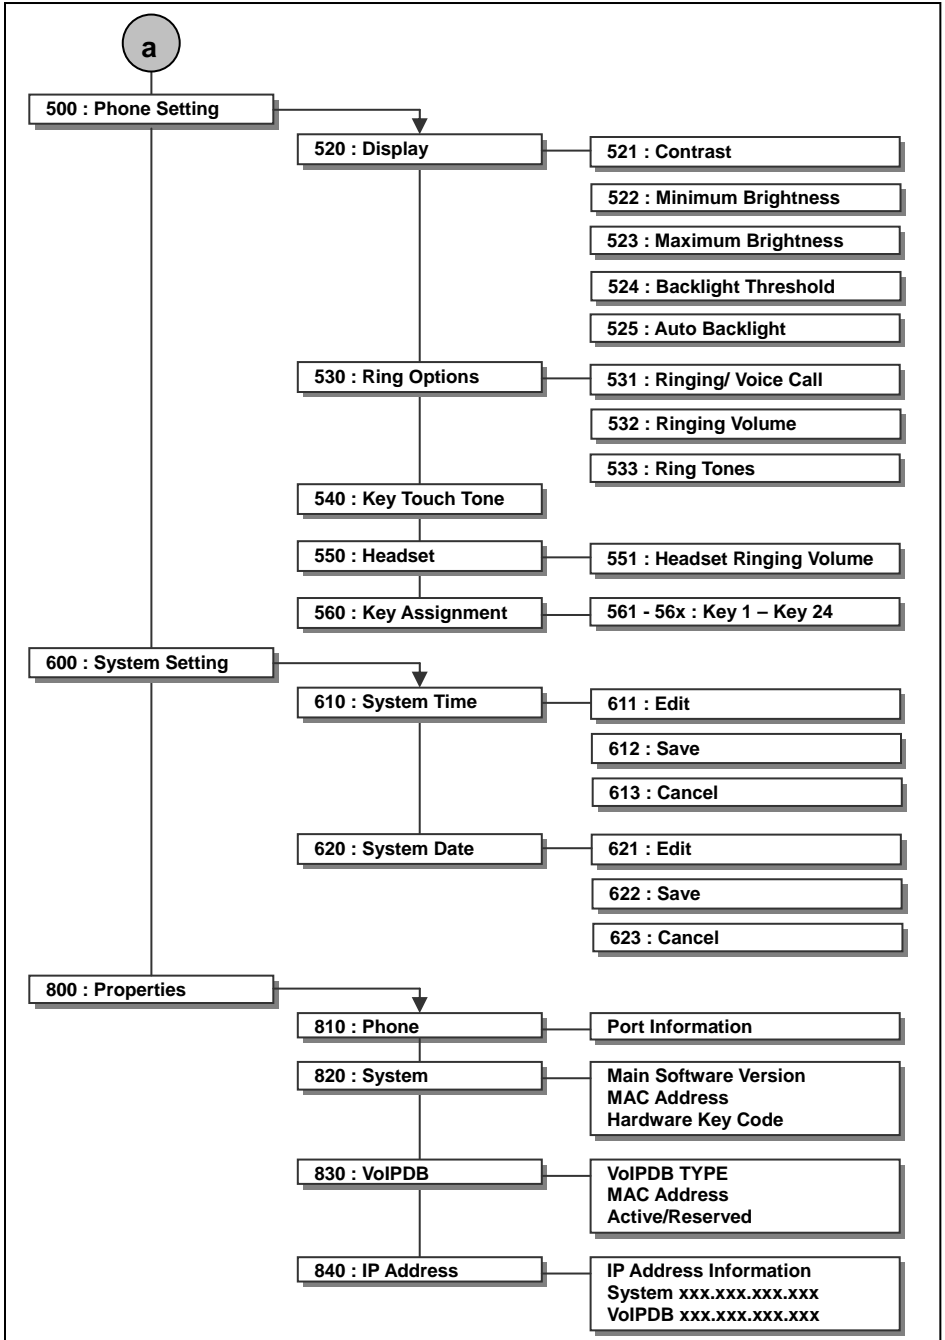 a
500 : Phone Setting
520 : Display
521 : Contrast
522 : Minimum Brightness
523 : Maximum Brightness
524 : Backlight Threshold
525 : Auto Backlight
530 : Ring Options
531 : Ringing/ Voice Call
532 : Ringing Volume
533 : Ring Tones
540 : Key Touch Tone
550 : Headset
551 : Headset Ringing Volume
560 : Key Assignment
561 - 56x : Key 1 – Key 24
600 : System Setting
610 : System Time
611 : Edit
612 : Save
613 : Cancel
620 : System Date
621 : Edit
622 : Save
623 : Cancel
800 : Properties
810 : Phone
Port Information
820 : System
Main Software Version
MAC Address
Hardware Key Code
830 : VoIPDB
VoIPDB TYPE
MAC Address
Active/Reserved
840 : IP Address
IP Address Information
System xxx.xxx.xxx.xxx
VoIPDB xxx.xxx.xxx.xxx